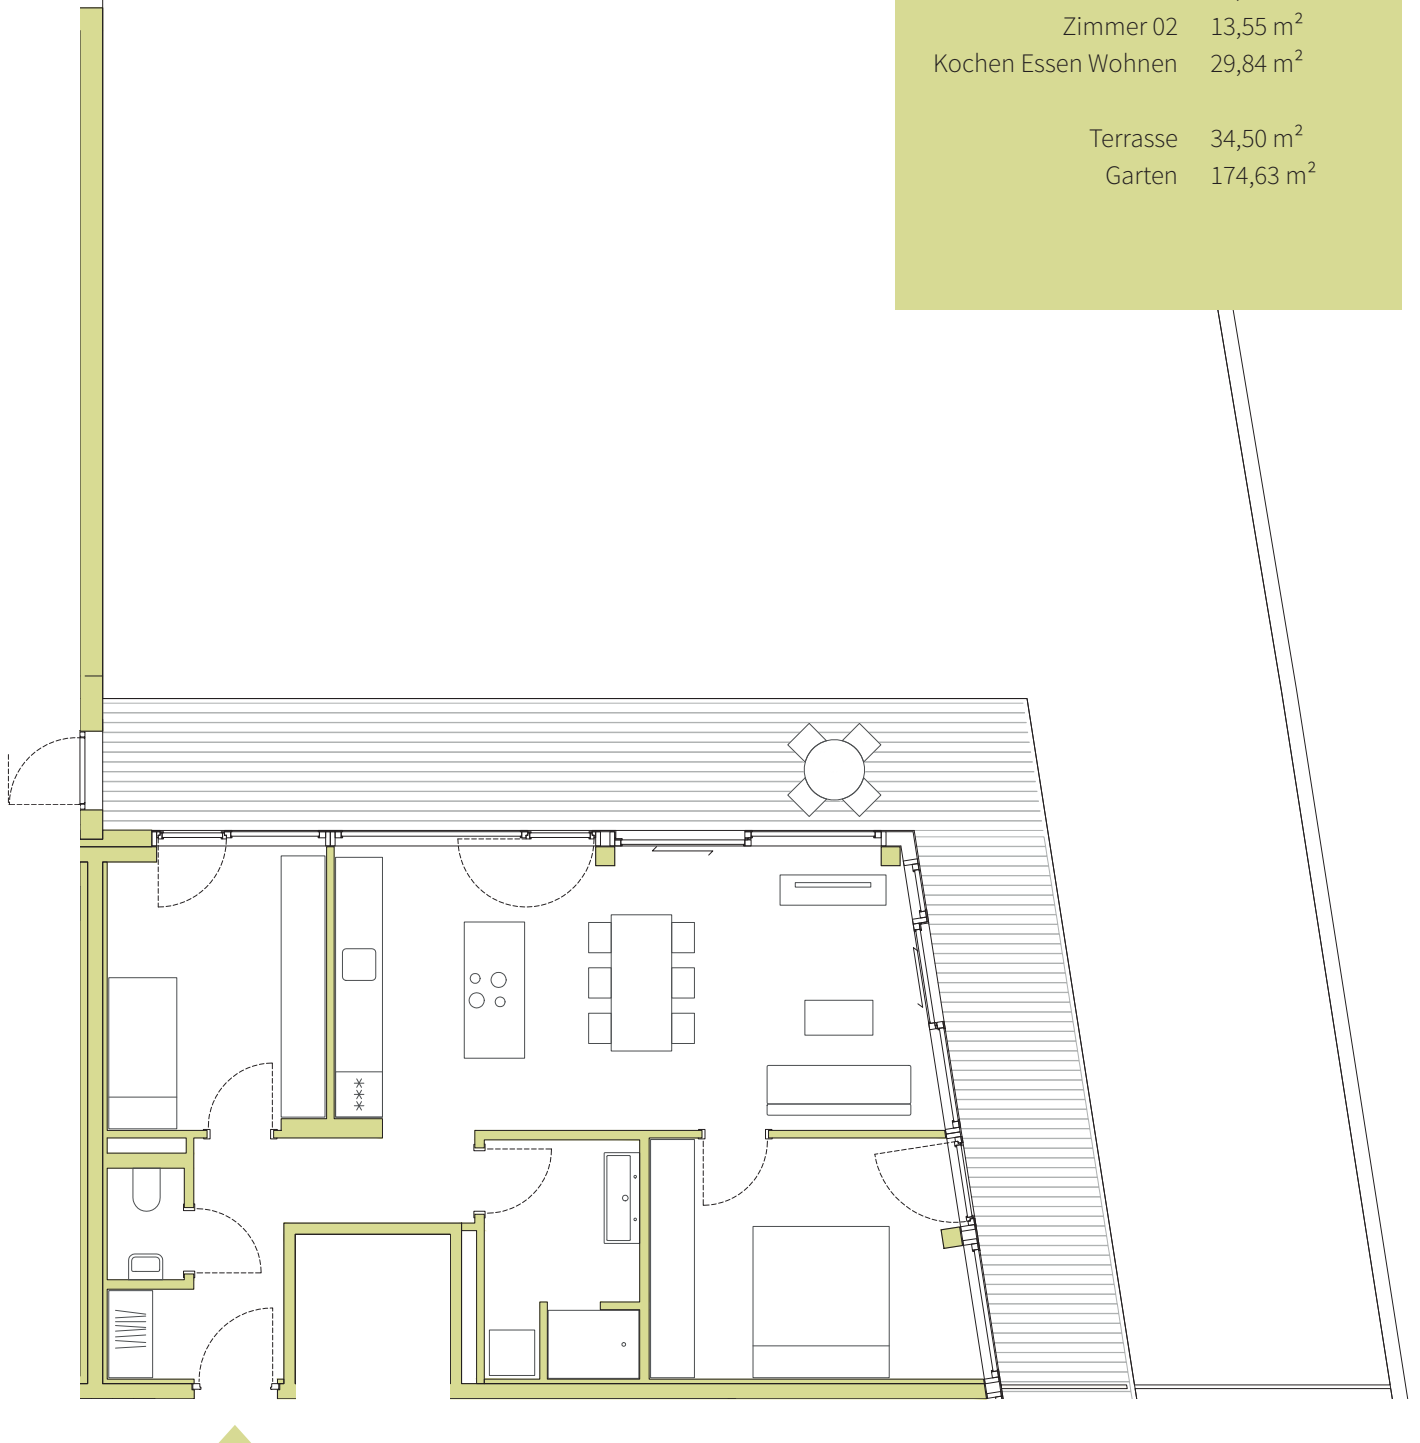 Zimmer 02 13,55 m²
Kochen Essen Wohnen 29,84 m²
Terrasse 34,50 m²
Garten 174,63 m²